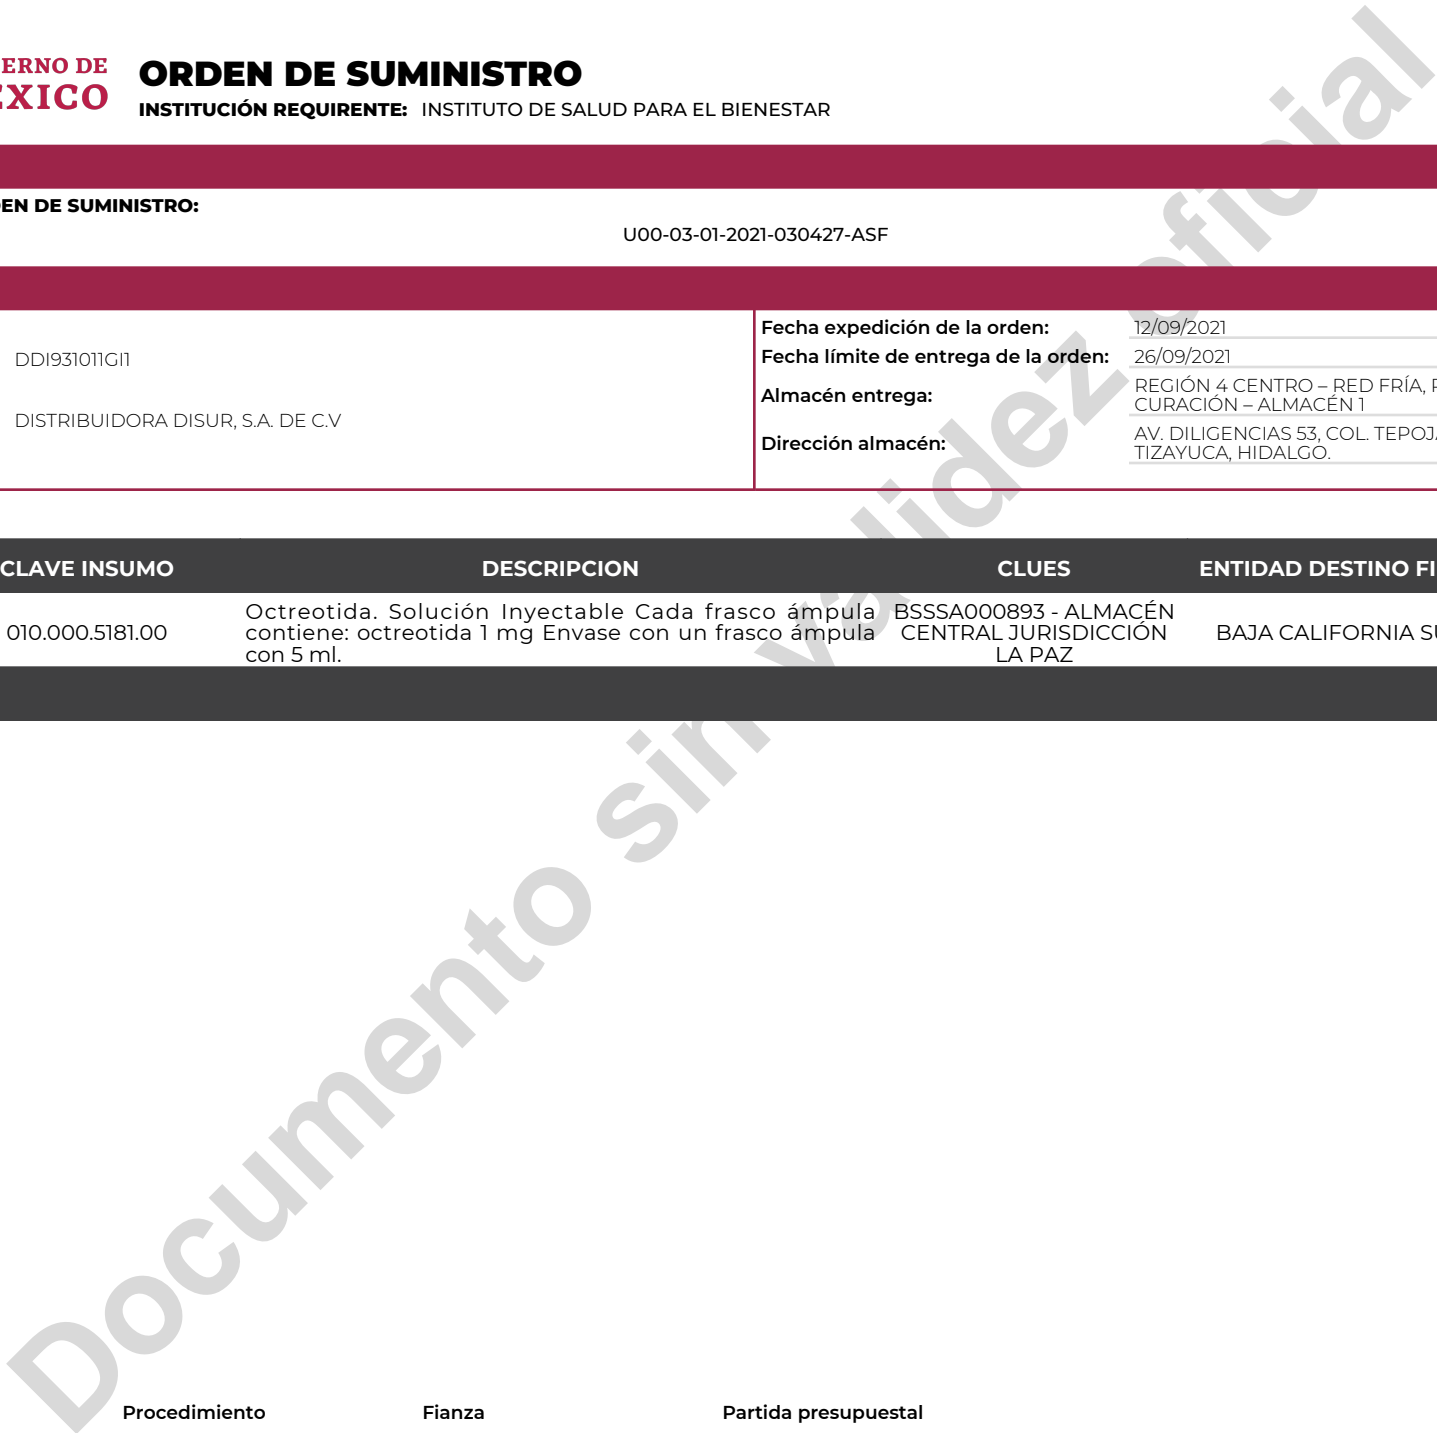 ERNO DE
EXICO
ORDEN DE SUMINISTRO
INSTITUCIÓN REQUIRENTE: INSTITUTO DE SALUD PARA EL BIENESTAR
EN DE SUMINISTRO:
U00-03-01-2021-030427-ASF
DDI931011GI1
DISTRIBUIDORA DISUR, S.A. DE C.V
Fecha expedición de la orden: 12/09/2021
Fecha límite de entrega de la orden: 26/09/2021
Almacén entrega: REGIÓN 4 CENTRO – RED FRÍA,
CURACIÓN – ALMACÉN 1
Dirección almacén: AV. DILIGENCIAS 53, COL. TEPOJ
TIZAYUCA, HIDALGO.
CLAVE INSUMO DESCRIPCION CLUES ENTIDAD DESTINO FI
010.000.5181.00
Octreotida. Solución Inyectable Cada frasco ámpula
contiene: octreotida 1 mg Envase con un frasco ámpula
con 5 ml.
BSSSA000893 - ALMACÉN
CENTRAL JURISDICCIÓN
LA PAZ
BAJA CALIFORNIA S
Documento sin validez oficial
Procedimiento Fianza Partida presupuestal